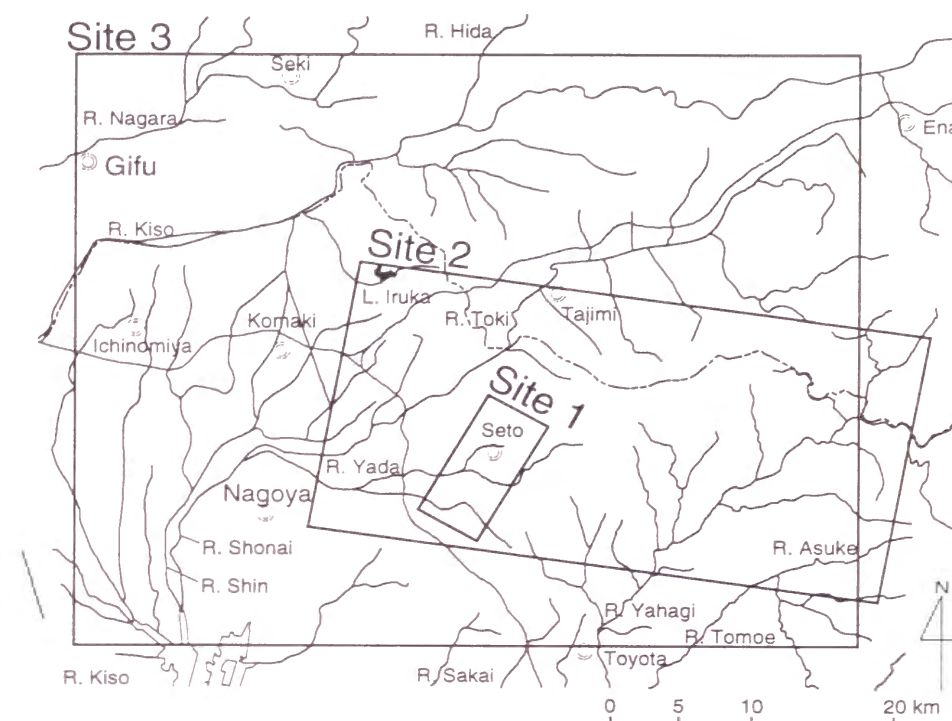 Site 3
R. Hida
Seki
R. Nagara
Ena
Gifu
R. Kiso
Site 2
L. Iruka
Komaki
R. Toki
Tajimi
Ichinomiya
Site 1
Seto
R. Yada
Nagoya
R. Shonai
R. Asuke
R. Shin
N
R. Yahagi
R. Tomoe
Toyota
R. Kiso
R. Sakai
0 5 10 20 km